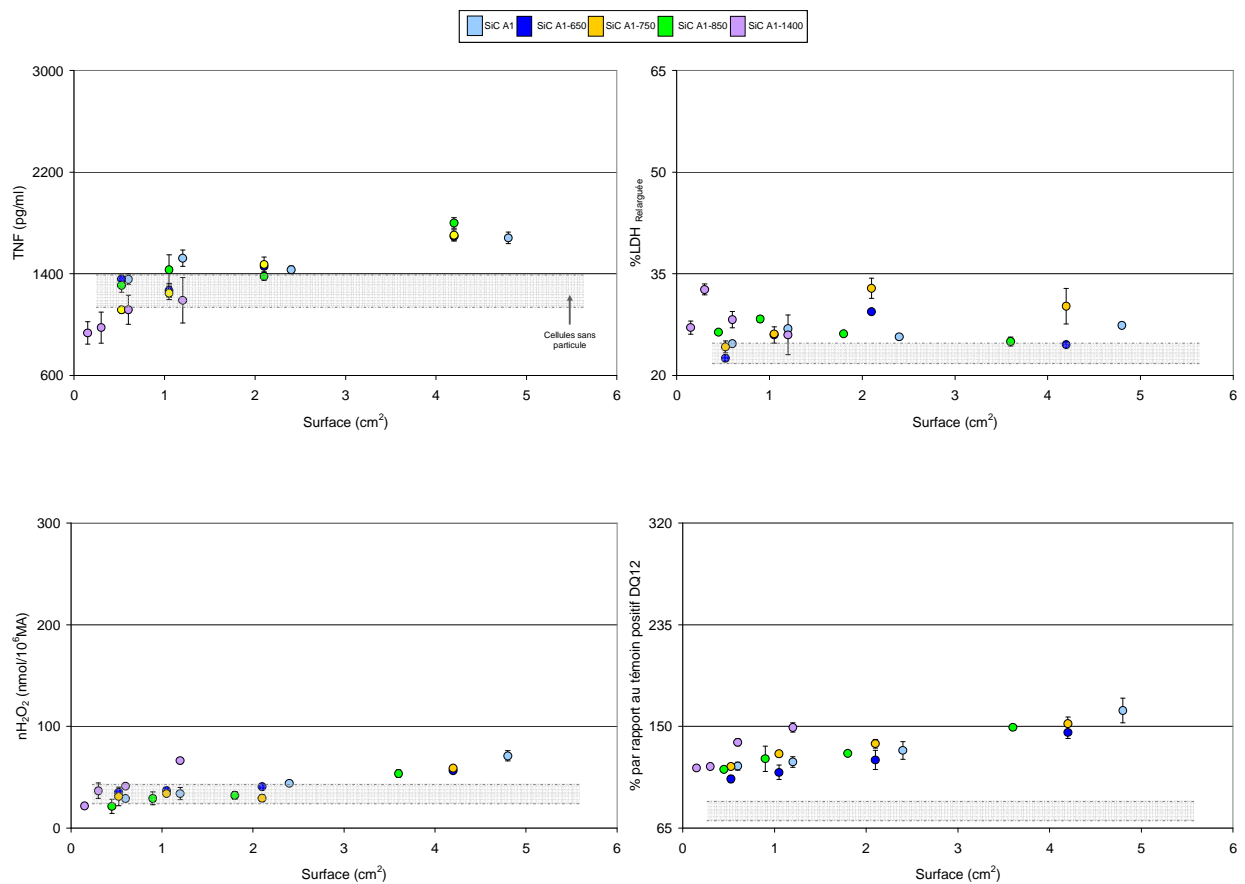 SiC A1 SiC A1-650 SiC A1-750 SiC A1-850 SiC A1-1400
3000
2200
1400
600
TNF (pg/ml)
Cellules sans
particule
0 1 2 3 4 5 6
Surface (cm²)
65
50
35
20
%LDH Relarguée
0 1 2 3 4 5 6
Surface (cm²)
300
200
100
0
nH₂O₂ (nmol/10⁶MA)
0 1 2 3 4 5 6
Surface (cm²)
320
235
150
65
% par rapport au témoin positif DQ12
0 1 2 3 4 5 6
Surface (cm²)